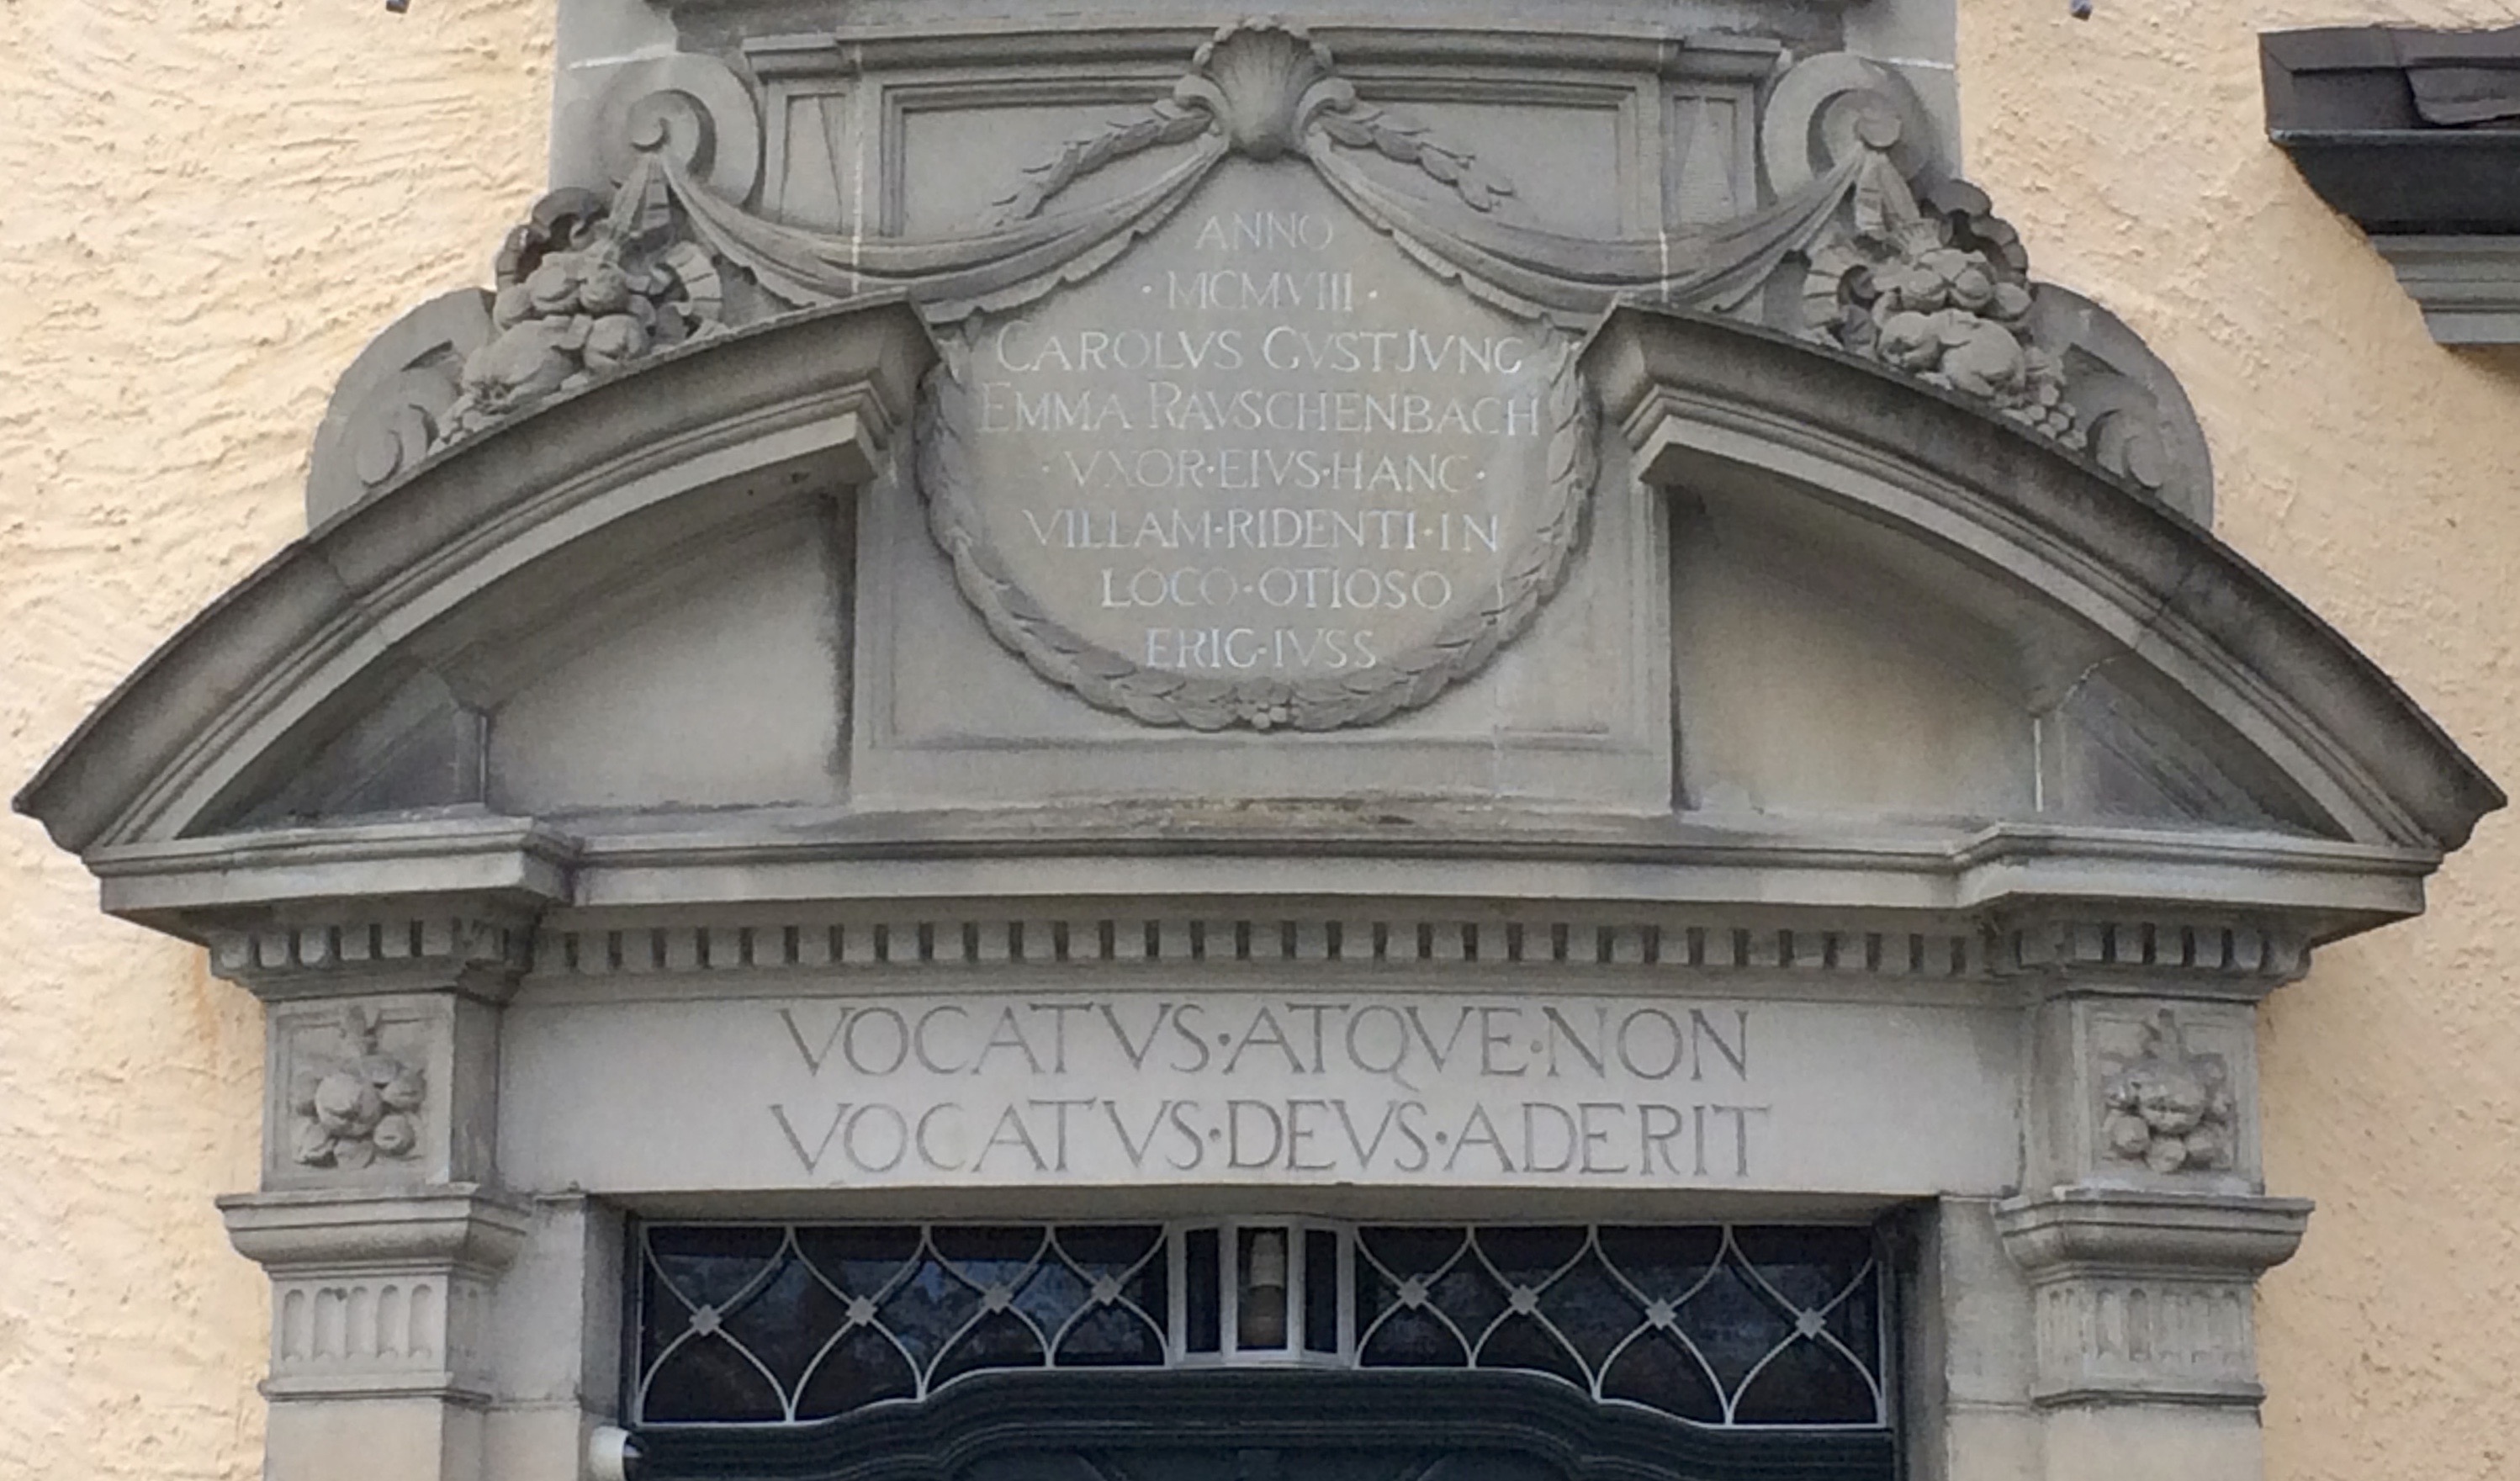 ANNO
· MCMVIII ·
CAROLVS GVST JVNG
EMMA RAVSCHENBACH
· VXOR · EIVS · HANC ·
VILLAM · RIDENTI · IN
LOCO · OTIOSO
ERIG · IVSS
VOCATVS · ATQVE · NON
VOCATVS · DEVS · ADERIT